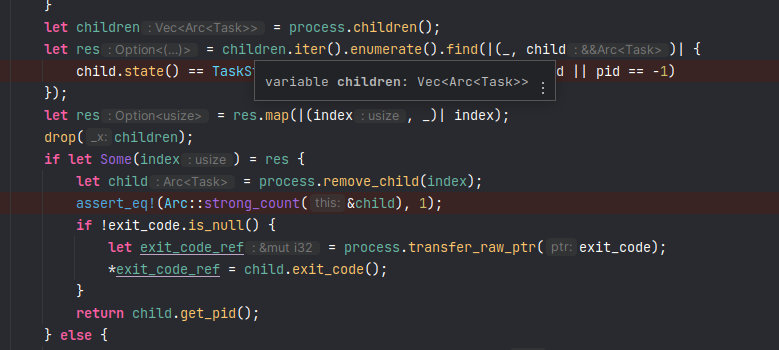 }
let children : Vec<Arc<Task>> = process.children();
let res : Option<(...)> = children.iter().enumerate().find(|(_, child : &&Arc<Task> )| {
child.state() == TaskSt d || pid == -1)
variable children: Vec<Arc<Task>>
});
let res : Option<usize> = res.map(|(index : usize , _)| index);
drop( _x: children);
if let Some(index : usize ) = res {
let child : Arc<Task> = process.remove_child(index);
assert_eq!(Arc::strong_count( this: &child), 1);
if !exit_code.is_null() {
let exit_code_ref : &mut i32 = process.transfer_raw_ptr( ptr: exit_code);
*exit_code_ref = child.exit_code();
}
return child.get_pid();
} else {